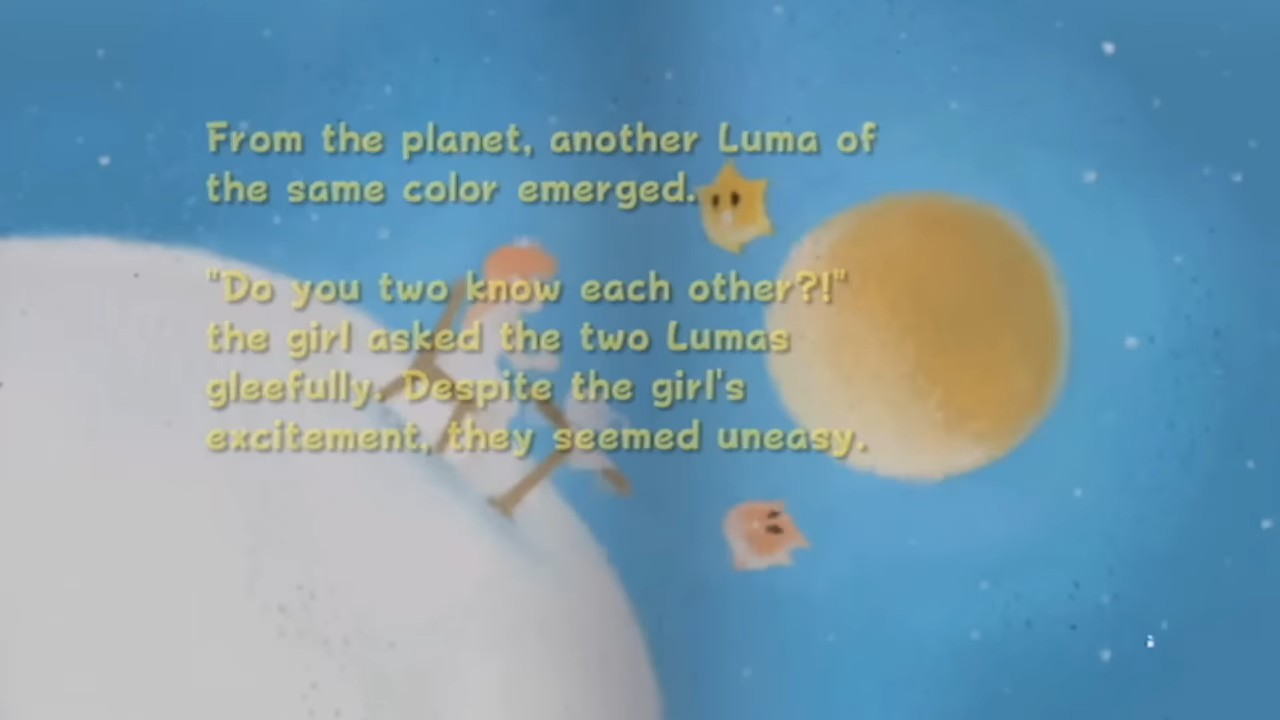 From the planet, another Luma of
the same color emerged.
"Do you two know each other?!"
the girl asked the two Lumas
gleefully. Despite the girl's
excitement, they seemed uneasy.